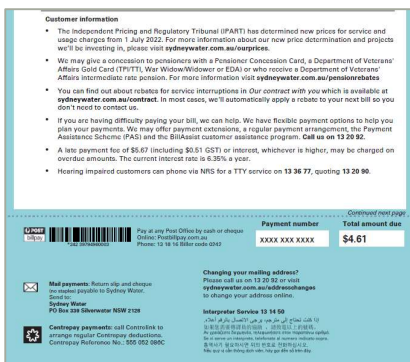 Customer information
• The Independent Pricing and Regulatory Tribunal (IPART) has determined new prices for service and
usage charges from 1 July 2022. For more information about our new price determination and projects
we'll be investing in, please visit sydneywater.com.au/ourprices.
• We may give a concession to pensioners with a Pensioner Concession Card, a Department of Veterans'
Affairs Gold Card (TPI/TTI, War Widow/Widower or EDA) or who receive a Department of Veterans'
Affairs intermediate rate pension. For more information visit sydneywater.com.au/pensionrebates
• You can find out about rebates for service interruptions in Our contract with you which is available at
sydneywater.com.au/contract. In most cases, we'll automatically apply a rebate to your next bill so you
don't need to contact us.
• If you are having difficulty paying your bill, we can help. We have flexible payment options to help you
plan your payments. We may offer payment extensions, a regular payment arrangement, the Payment
Assistance Scheme (PAS) and the BillAssist customer assistance program. Call us on 13 20 92.
• A late payment fee of $5.67 (including $0.51 GST) or interest, whichever is higher, may be charged on
overdue amounts. The current interest rate is 6.35% a year.
• Hearing impaired customers can phone via NRS for a TTY service on 13 36 77, quoting 13 20 90.
Continued next page
POST
billpay
Pay at any Post Office by cash or cheque
Online: Postbillpay.com.au
Phone: 13 18 16 Biller code 0242
Payment number
XXXX XXX XXXX
Total amount due
$4.61
Mail payments: Return slip and cheque
(no staples) payable to Sydney Water.
Send to:
Sydney Water
PO Box 339 Silverwater NSW 2128
Centrepay payments: call Centrelink to
arrange regular Centrepay deductions.
Centrepay Reference No.: 555 052 086C
Changing your mailing address?
Please call us on 13 20 92 or visit
sydneywater.com.au/addresschanges
to change your address online.
Interpreter Service 13 14 50